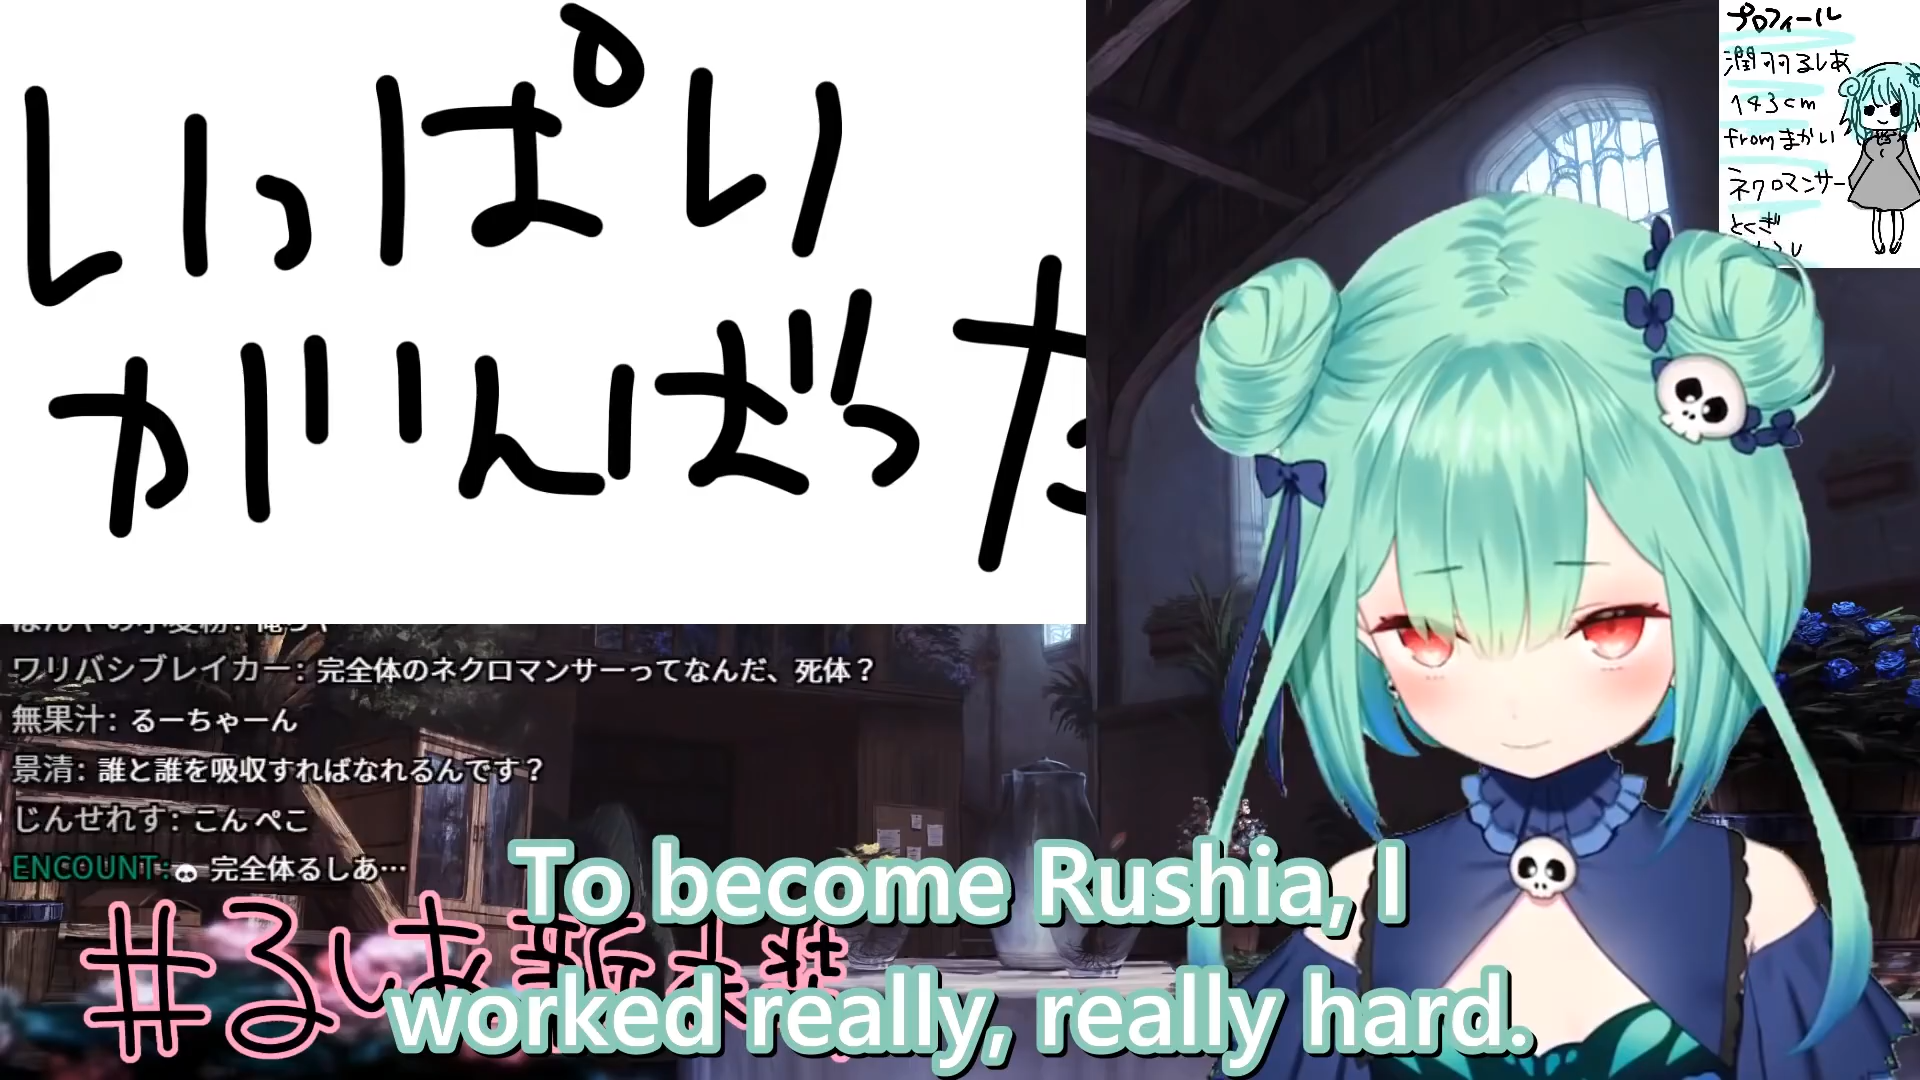 いっぱい
がんばった
プロフィール
潤羽るしあ
143cm
fromまかい
ネクロマンサー
とくぎ
ワリバシブレイカー: 完全体のネクロマンサーってなんだ、死体？
無果汁: るーちゃーん
景清: 誰と誰を吸収すればなれるんです？
じんせれす: こんぺこ
ENCOUNT: 完全体るしあ…
#るしあ新衣装
To become Rushia, I
worked really, really hard.